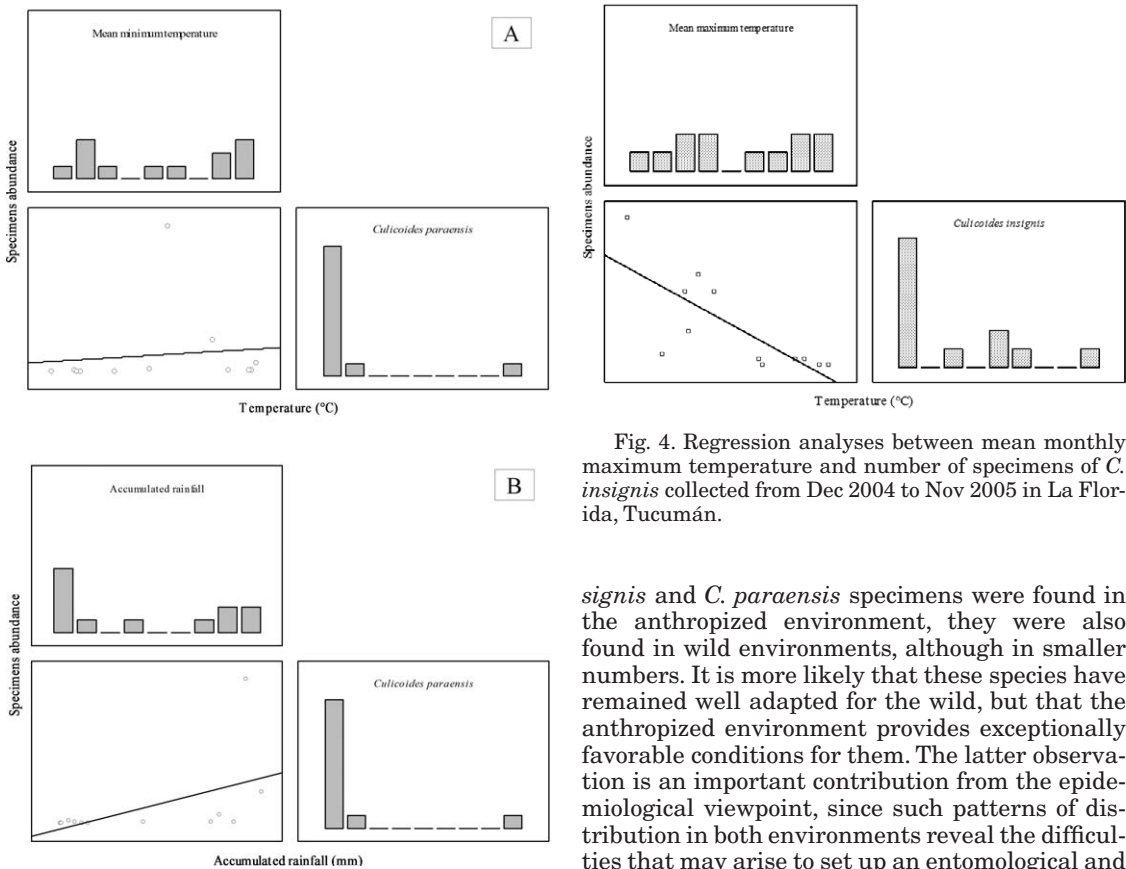 Mean minimum temperature
A
Specimens abundance
Culicoides paraensis
Temperature (°C)
Accumulated rainfall
B
Specimens abundance
Culicoides paraensis
Accumulated rainfall (mm)
Mean maximum temperature
Specimens abundance
Culicoides insignis
Temperature (°C)
Fig. 4. Regression analyses between mean monthly
maximum temperature and number of specimens of C.
insignis collected from Dec 2004 to Nov 2005 in La Flor-
ida, Tucumán.
signis and C. paraensis specimens were found in
the anthropized environment, they were also
found in wild environments, although in smaller
numbers. It is more likely that these species have
remained well adapted for the wild, but that the
anthropized environment provides exceptionally
favorable conditions for them. The latter observa-
tion is an important contribution from the epide-
miological viewpoint, since such patterns of dis-
tribution in both environments reveal the difficul-
ties that may arise to set up an entomological and